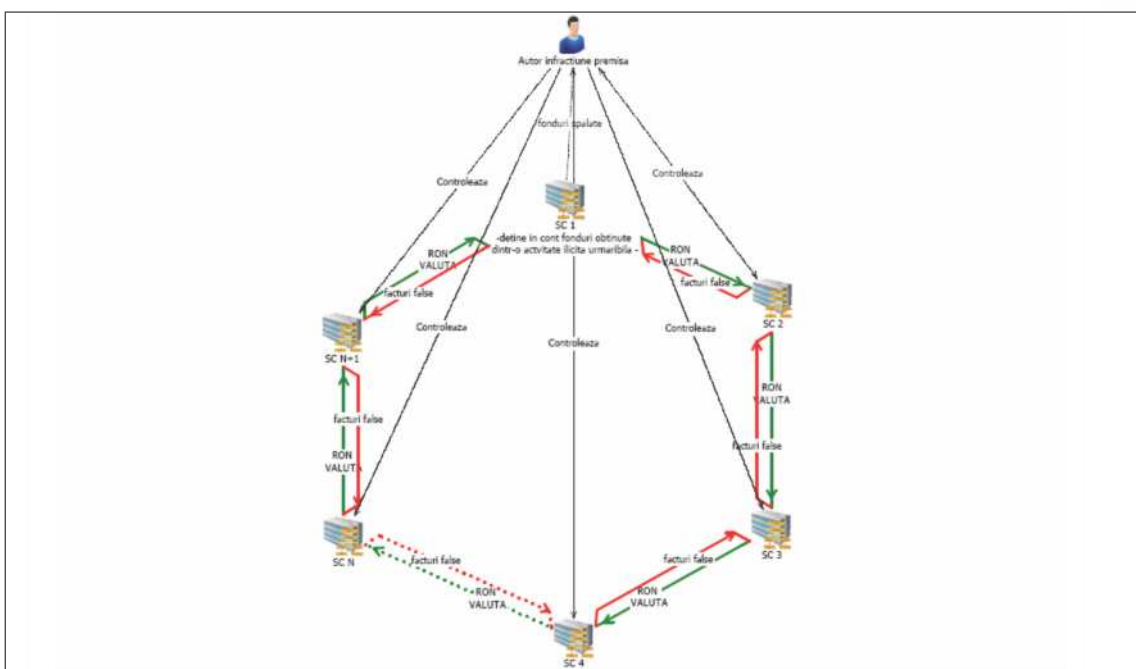 Autor infractiune premisa
fonduri spalate
Controleaza
Controleaza
SC 1
-detine in cont fonduri obtinute
dintr-o actvitate ilicita urmaribila -
RON
VALUTA
facturi false
RON
VALUTA
facturi false
SC 2
SC N+1
Controleaza
Controleaza
Controleaza
RON
VALUTA
facturi false
facturi false
RON
VALUTA
SC N
SC 3
facturi false
RON
VALUTA
facturi false
RON
VALUTA
SC 4